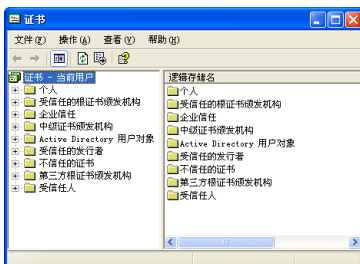 证书
文件(F) 操作(A) 查看(V) 帮助(H)
证书 - 当前用户
个人
受信任的根证书颁发机构
企业信任
中级证书颁发机构
Active Directory 用户对象
受信任的发行者
不信任的证书
第三方根证书颁发机构
受信任人
逻辑存储名
个人
受信任的根证书颁发机构
企业信任
中级证书颁发机构
Active Directory 用户对象
受信任的发行者
不信任的证书
第三方根证书颁发机构
受信任人